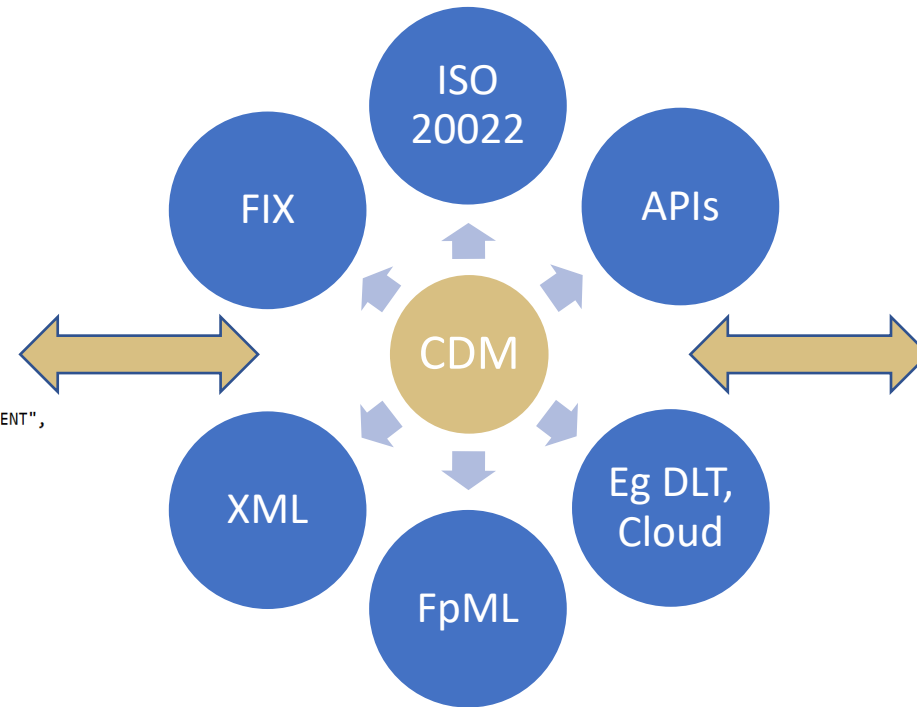 ISO
20022
FIX
APIs
CDM
ENT",
XML
Eg DLT,
Cloud
FpML